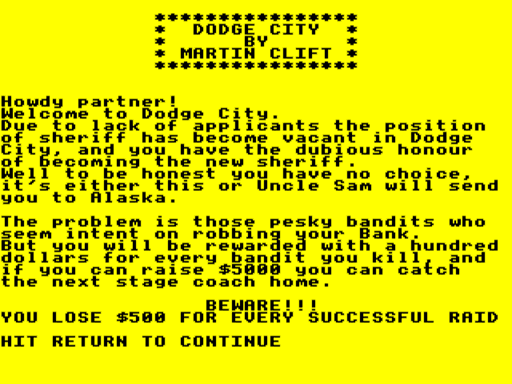 ****************
* DODGE CITY *
* BY *
* MARTIN CLIFT *
****************
Howdy partner!
Welcome to Dodge City.
Due to lack of applicants the position
of sheriff has become vacant in Dodge
City, and you have the dubious honour
of becoming the new sheriff.
Well to be honest you have no choice,
it's either this or Uncle Sam will send
you to Alaska.
The problem is those pesky bandits who
seem intent on robbing your Bank.
But you will be rewarded with a hundred
dollars for every bandit you kill, and
if you can raise $5000 you can catch
the next stage coach home.
BEWARE!!!
YOU LOSE $500 FOR EVERY SUCCESSFUL RAID
HIT RETURN TO CONTINUE